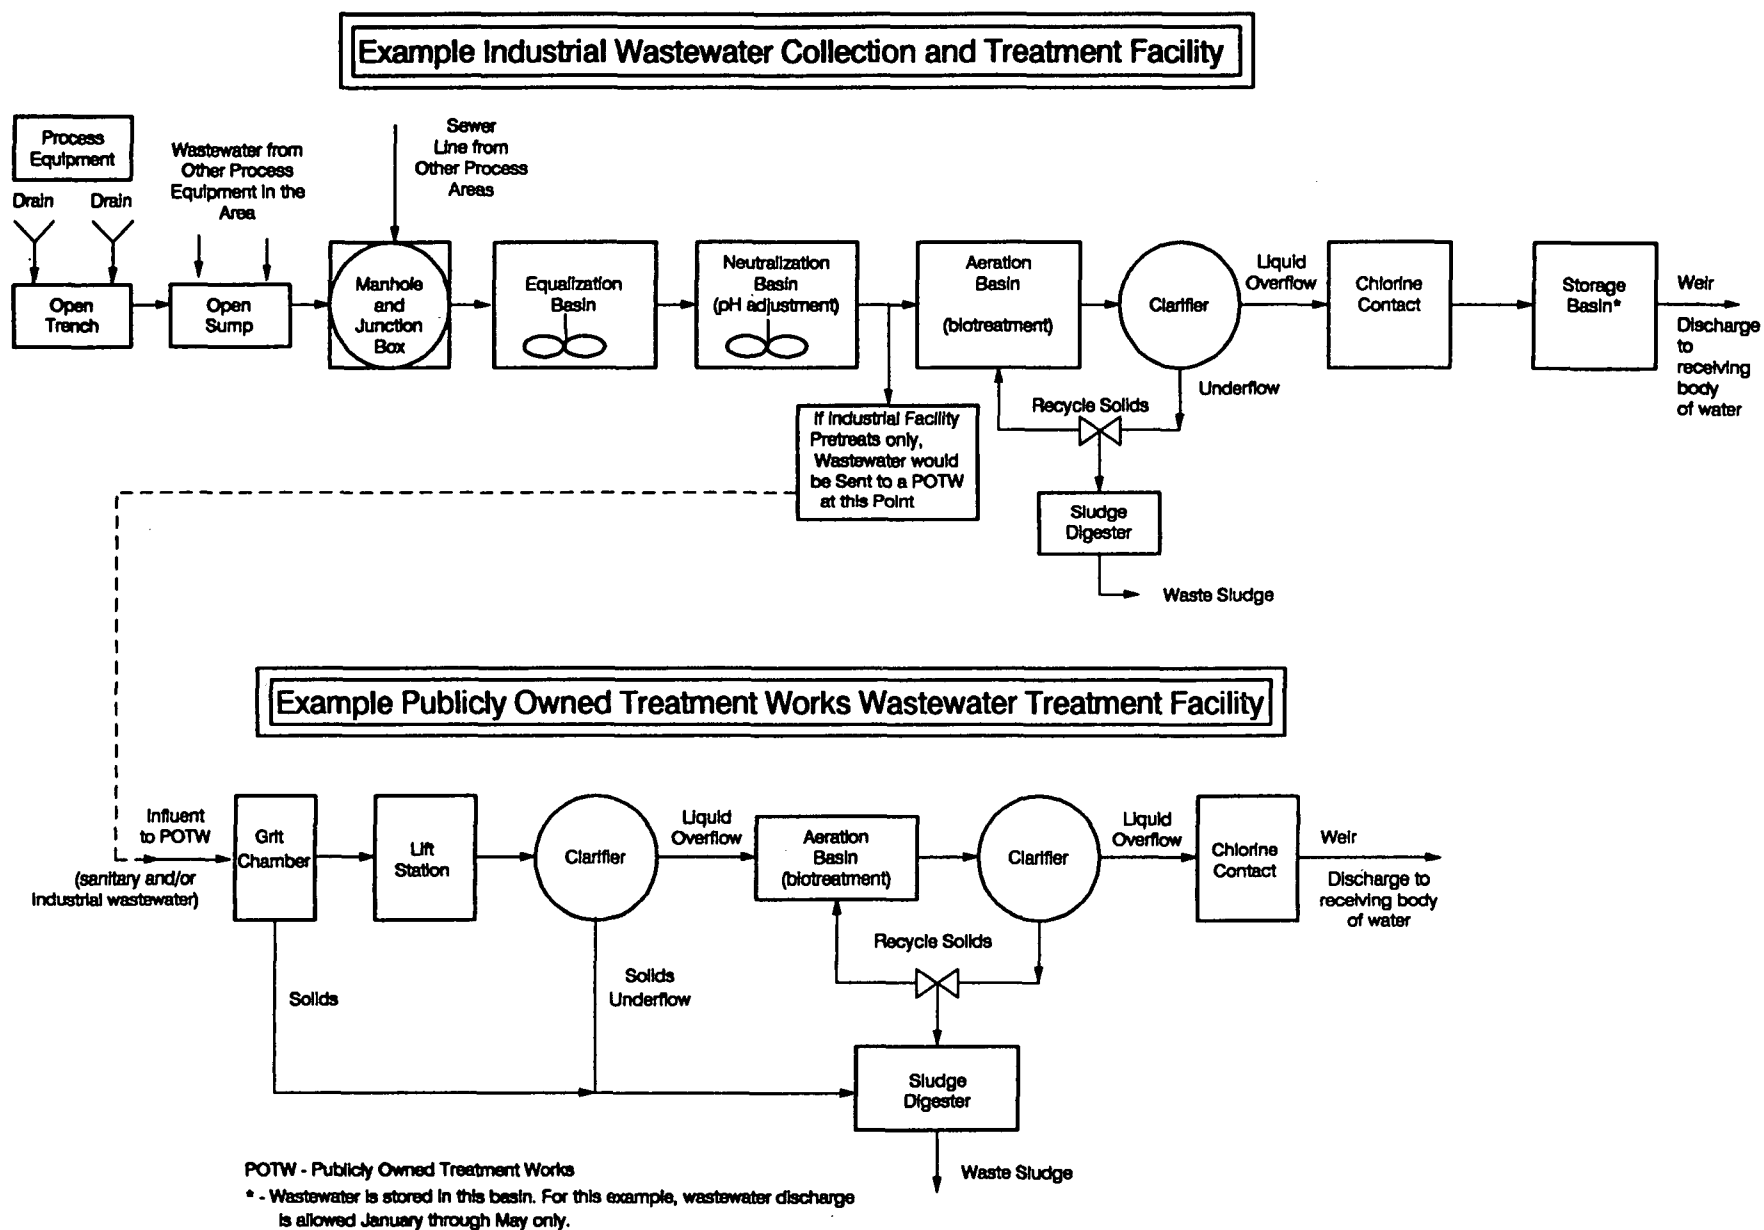 Example Industrial Wastewater Collection and Treatment Facility
Process
Equipment
Drain
Drain
Wastewater from
Other Process
Equipment in the
Area
Sewer
Line from
Other Process
Areas
Open
Trench
Open
Sump
Manhole
and
Junction
Box
Equalization
Basin
Neutralization
Basin
(pH adjustment)
Aeration
Basin
(biotreatment)
Clarifier
Liquid
Overflow
Chlorine
Contact
Storage
Basin*
Weir
Discharge
to
receiving
body
of water
Underflow
Recycle Solids
If Industrial Facility
Pretreats only,
Wastewater would
be Sent to a POTW
at this Point
Sludge
Digester
Waste Sludge
Example Publicly Owned Treatment Works Wastewater Treatment Facility
Influent
to POTW
(sanitary and/or
industrial wastewater)
Grit
Chamber
Lift
Station
Clarifier
Liquid
Overflow
Aeration
Basin
(biotreatment)
Clarifier
Liquid
Overflow
Chlorine
Contact
Weir
Discharge to
receiving body
of water
Recycle Solids
Solids
Solids
Underflow
Sludge
Digester
Waste Sludge
POTW - Publicly Owned Treatment Works
* - Wastewater is stored in this basin. For this example, wastewater discharge
is allowed January through May only.